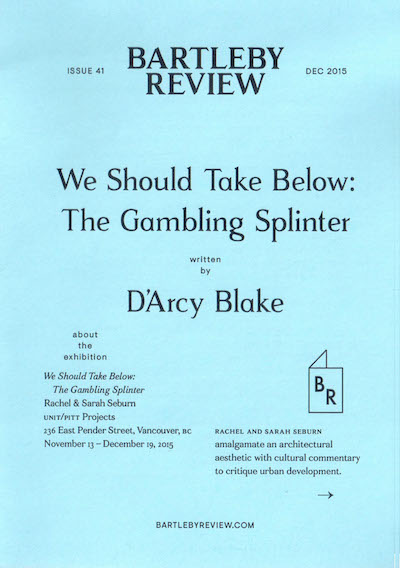 ISSUE 41
BARTLEBY
REVIEW
DEC 2015
We Should Take Below:
The Gambling Splinter
written
by
D'Arcy Blake
about
the
exhibition
We Should Take Below:
The Gambling Splinter
Rachel & Sarah Seburn
UNIT/PITT Projects
236 East Pender Street, Vancouver, BC
November 13 – December 19, 2015
B
R
RACHEL AND SARAH SEBURN
amalgamate an architectural
aesthetic with cultural commentary
to critique urban development.
→
BARTLEBYREVIEW.COM